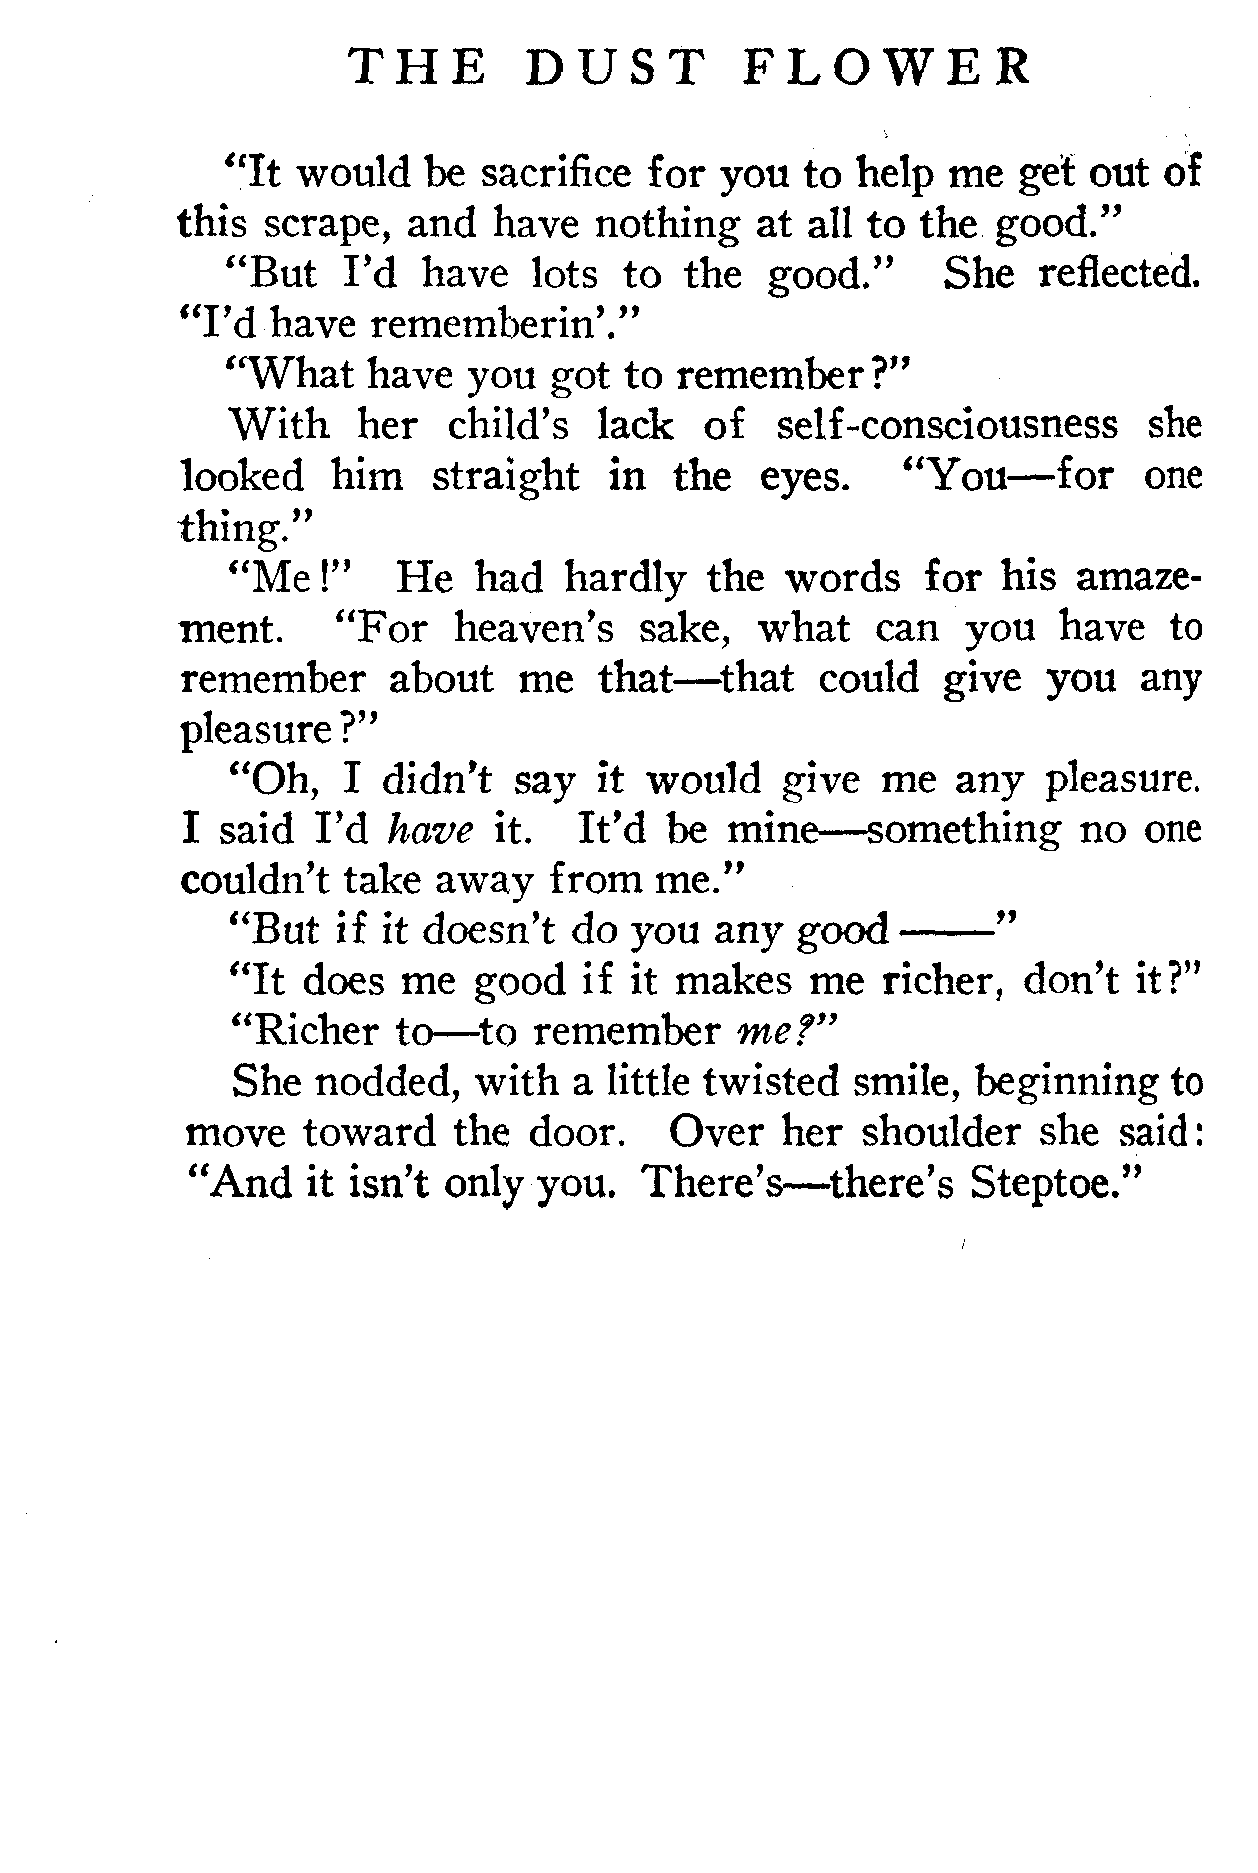 THE DUST FLOWER
“It would be sacrifice for you to help me get out of
this scrape, and have nothing at all to the good.”
“But I’d have lots to the good.” She reflected.
“I’d have rememberin’.”
“What have you got to remember?”
With her child’s lack of self-consciousness she
looked him straight in the eyes. “You—for one
thing.”
“Me!” He had hardly the words for his amaze-
ment. “For heaven’s sake, what can you have to
remember about me that—that could give you any
pleasure?”
“Oh, I didn’t say it would give me any pleasure.
I said I’d have it. It’d be mine—something no one
couldn’t take away from me.”
“But if it doesn’t do you any good——”
“It does me good if it makes me richer, don’t it?”
“Richer to—to remember me?”
She nodded, with a little twisted smile, beginning to
move toward the door. Over her shoulder she said:
“And it isn’t only you. There’s—there’s Steptoe.”